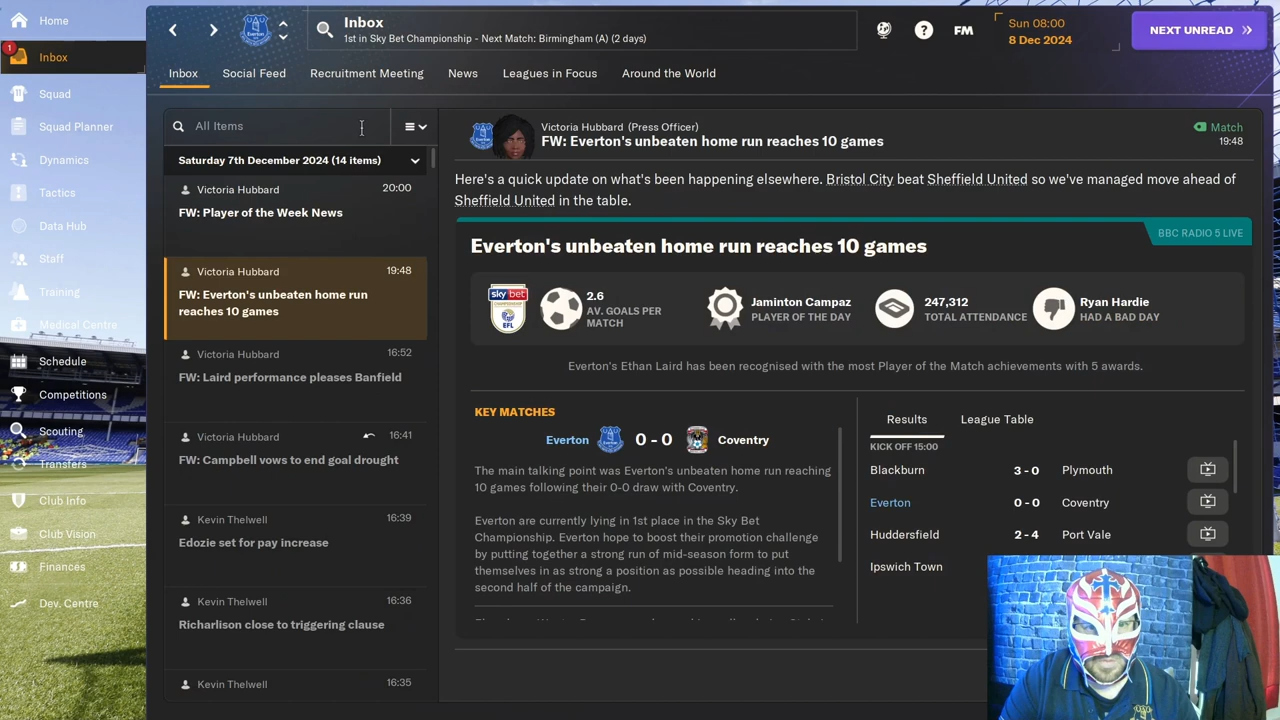 Home
1
Inbox
Squad
Squad Planner
Dynamics
Tactics
Data Hub
Staff
Training
Medical Centre
Schedule
Competitions
Scouting
Transfers
Club Info
Club Vision
Finances
Dev. Centre
Inbox
1st in Sky Bet Championship - Next Match: Birmingham (A) (2 days)
?
FM
Sun 08:00
8 Dec 2024
NEXT UNREAD
Inbox
Social Feed
Recruitment Meeting
News
Leagues in Focus
Around the World
All Items
Saturday 7th December 2024 (14 items)
Victoria Hubbard 20:00
FW: Player of the Week News
Victoria Hubbard 19:48
FW: Everton's unbeaten home run
reaches 10 games
Victoria Hubbard 16:52
FW: Laird performance pleases Banfield
Victoria Hubbard 16:41
FW: Campbell vows to end goal drought
Kevin Thelwell 16:39
Edozie set for pay increase
Kevin Thelwell 16:36
Richarlison close to triggering clause
Kevin Thelwell 16:35
Victoria Hubbard (Press Officer)
FW: Everton's unbeaten home run reaches 10 games
Match
19:48
Here's a quick update on what's been happening elsewhere. Bristol City beat Sheffield United so we've managed move ahead of
Sheffield United in the table.
BBC RADIO 5 LIVE
Everton's unbeaten home run reaches 10 games
sky bet
EFL
2.6
AV. GOALS PER
MATCH
Jaminton Campaz
PLAYER OF THE DAY
247,312
TOTAL ATTENDANCE
Ryan Hardie
HAD A BAD DAY
Everton's Ethan Laird has been recognised with the most Player of the Match achievements with 5 awards.
KEY MATCHES
Everton 0 - 0 Coventry
The main talking point was Everton's unbeaten home run reaching
10 games following their 0-0 draw with Coventry.
Everton are currently lying in 1st place in the Sky Bet
Championship. Everton hope to boost their promotion challenge
by putting together a strong run of mid-season form to put
themselves in as strong a position as possible heading into the
second half of the campaign.
Results
League Table
KICK OFF 15:00
Blackburn 3 - 0 Plymouth
Everton 0 - 0 Coventry
Huddersfield 2 - 4 Port Vale
Ipswich Town